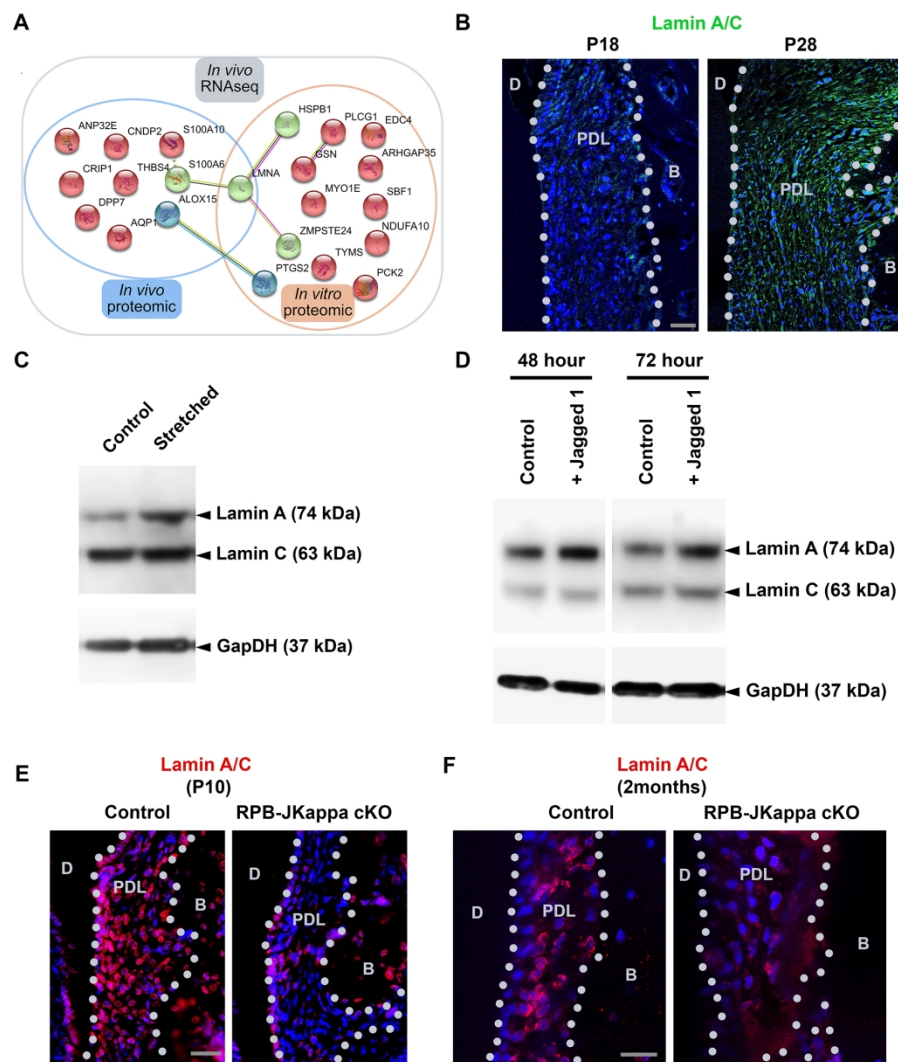 A
In vivo
RNAseq
HSPB1
PLCG1
EDC4
ANP32E
CNDP2
S100A10
GSN
ARHGAP35
CRIP1
THBS4
S100A6
LMNA
DPP7
ALOX15
MYO1E
SBF1
AQP1
ZMPSTE24
NDUFA10
PTGS2
TYMS
PCK2
In vivo
proteomic
In vitro
proteomic
B
Lamin A/C
P18
P28
D
PDL
B
D
PDL
B
C
Control
Stretched
Lamin A (74 kDa)
Lamin C (63 kDa)
GapDH (37 kDa)
D
48 hour
72 hour
Control
+ Jagged 1
Control
+ Jagged 1
Lamin A (74 kDa)
Lamin C (63 kDa)
GapDH (37 kDa)
E
Lamin A/C
(P10)
Control
RPB-JKappa cKO
D
PDL
B
PDL
D
B
F
Lamin A/C
(2months)
Control
RPB-JKappa cKO
D
PDL
B
D
PDL
B